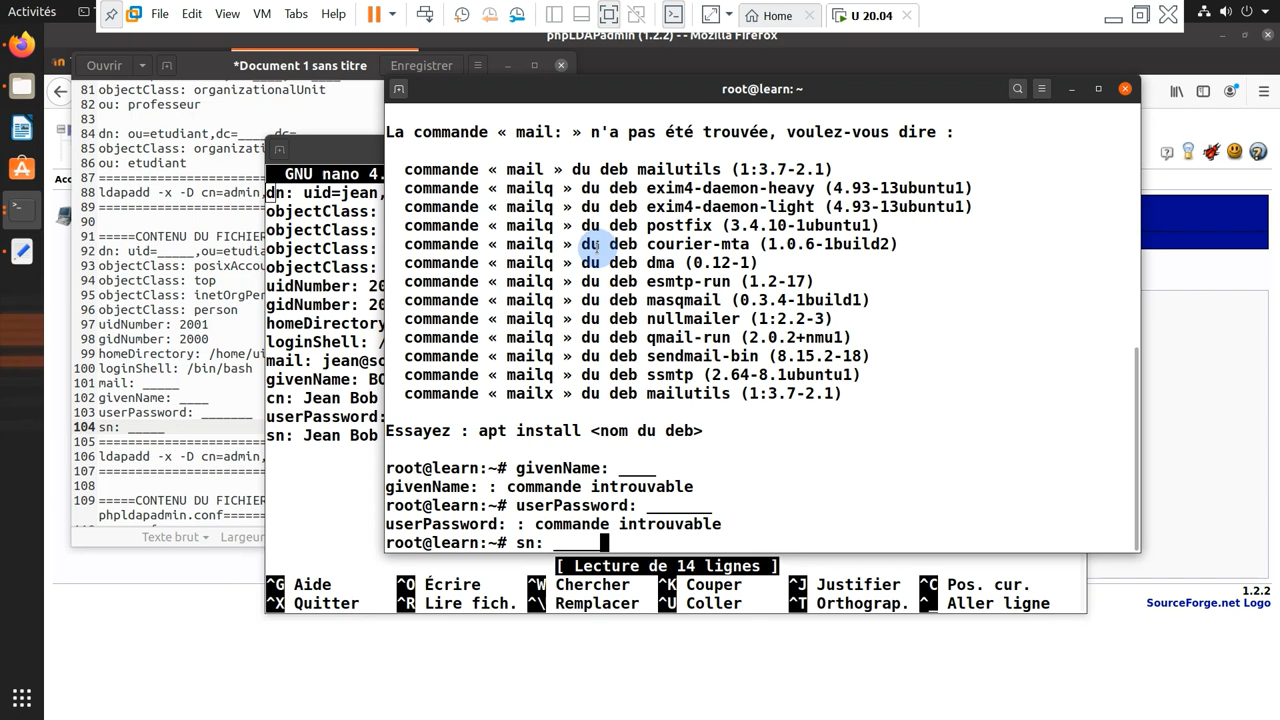 Activités
File Edit View VM Tabs Help
Home
U 20.04
phpLDAPadmin (1.2.2) - - Mozilla Firefox
Ouvrir
*Document 1 sans titre
Enregistrer
81 objectClass: organizationalUnit
82 ou: professeur
83
84 dn: ou=etudiant,dc=_____,dc=
85 objectClass: organiz
86 objectClass: organiza
86 ou: etudiant
88 ldapadd -x -D cn=admin,
89 ==================
90
91 =====CONTENU DU FICHIER
92 dn: uid=_____,ou=etudian
93 objectClass: posixAccou
95 objectClass: top
95 objectClass: inetOrgPer
96 objectClass: person
97 uidNumber: 2001
98 gidNumber: 2000
99 homeDirectory: /home/ui
100 loginShell: /bin/bash
101 mail: _____
102 givenName: ____
103 userPassword: _______
104 sn: _____
105 ==================
106 ldapadd -x -D cn=admin,
107 ==================
108
109 =====CONTENU DU FICHIER
phpldapadmin.conf=======
Texte brut
Largeur
GNU nano 4.
dn: uid=jean,
objectClass:
objectClass:
objectClass:
objectClass:
uidNumber: 20
gidNumber: 20
homeDirectory
loginShell: /
mail: jean@sc
givenName: BO
cn: Jean Bob
userPassword:
sn: Jean Bob
root@learn: ~
La commande « mail: » n'a pas été trouvée, voulez-vous dire :
commande « mail » du deb mailutils (1:3.7-2.1)
commande « mailq » du deb exim4-daemon-heavy (4.93-13ubuntu1)
commande « mailq » du deb exim4-daemon-light (4.93-13ubuntu1)
commande « mailq » du deb postfix (3.4.10-1ubuntu1)
commande « mailq » du deb courier-mta (1.0.6-1build2)
commande « mailq » du deb dma (0.12-1)
commande « mailq » du deb esmtp-run (1.2-17)
commande « mailq » du deb masqmail (0.3.4-1build1)
commande « mailq » du deb nullmailer (1:2.2-3)
commande « mailq » du deb qmail-run (2.0.2+nmu1)
commande « mailq » du deb sendmail-bin (8.15.2-18)
commande « mailq » du deb ssmtp (2.64-8.1ubuntu1)
commande « mailx » du deb mailutils (1:3.7-2.1)
Essayez : apt install <nom du deb>
root@learn:~# givenName: ____
givenName: : commande introuvable
root@learn:~# userPassword: _______
userPassword: : commande introuvable
root@learn:~# sn: _____
[ Lecture de 14 lignes ]
^G Aide ^O Écrire ^W Chercher ^K Couper ^J Justifier ^C Pos. cur.
^X Quitter ^R Lire fich. ^\ Remplacer ^U Coller ^T Orthograp. ^_ Aller ligne
1.2.2
SourceForge.net Logo